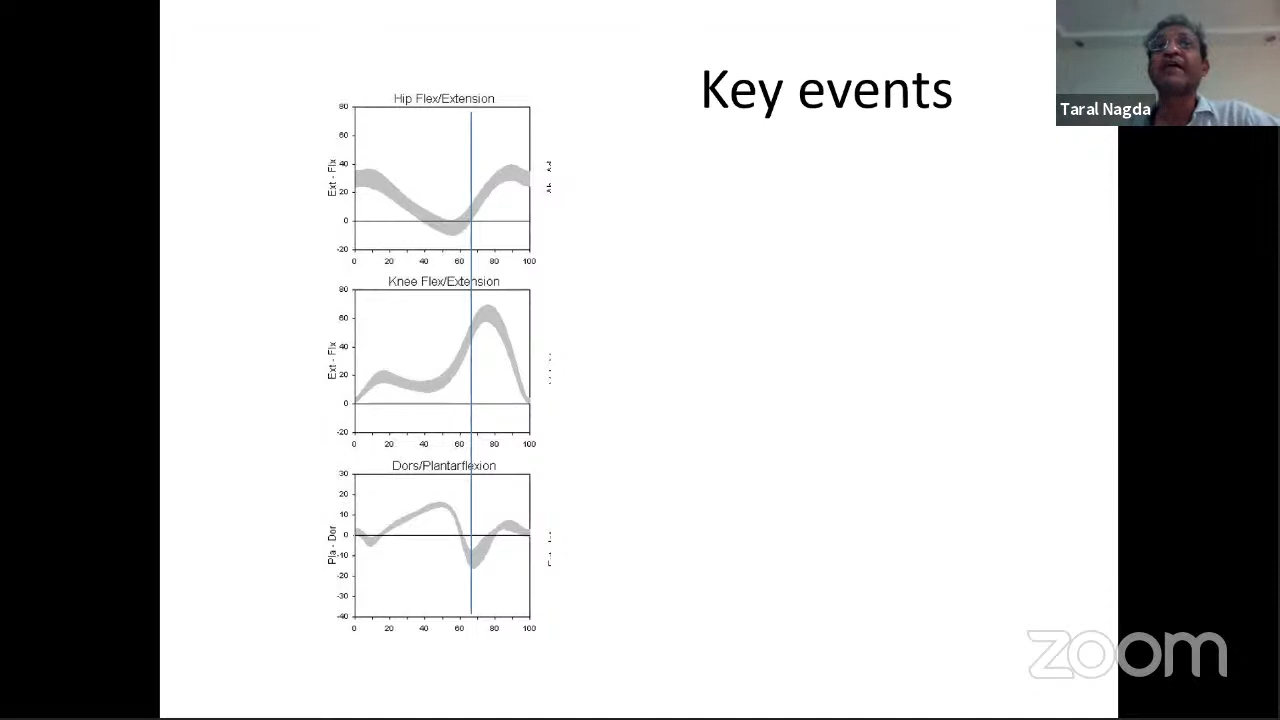 Key events
Taral Nagda
Hip Flex/Extension
80
60
40
20
0
-20
Ext - Flx
0 20 40 60 80 100
Knee Flex/Extension
80
60
40
20
0
-20
Ext - Flx
0 20 40 60 80 100
Dors/Plantarflexion
30
20
10
0
-10
-20
-30
-40
Pla - Dor
0 20 40 60 80 100
zoom